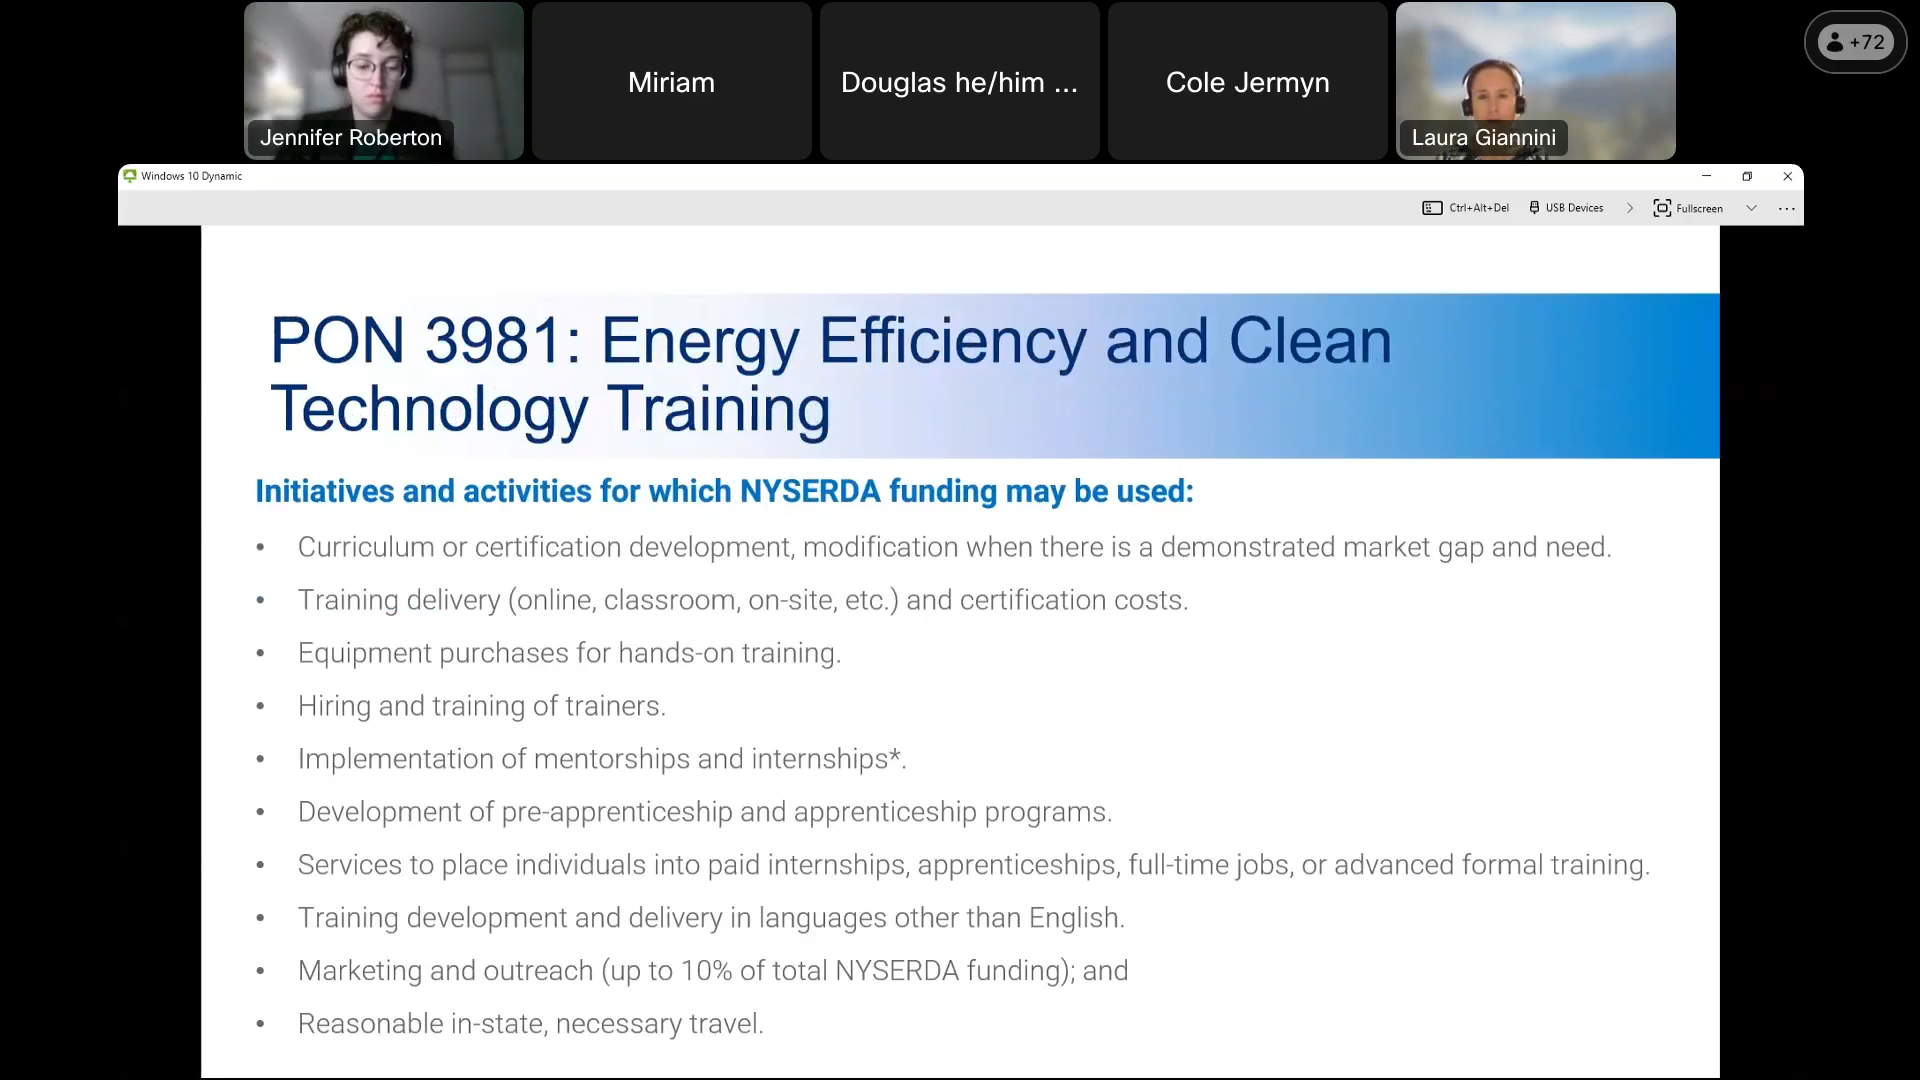 Jennifer Roberton
Miriam
Douglas he/him ...
Cole Jermyn
Laura Giannini
+72
Windows 10 Dynamic
Ctrl+Alt+Del
USB Devices
Fullscreen
PON 3981: Energy Efficiency and Clean
Technology Training
Initiatives and activities for which NYSERDA funding may be used:
• Curriculum or certification development, modification when there is a demonstrated market gap and need.
• Training delivery (online, classroom, on-site, etc.) and certification costs.
• Equipment purchases for hands-on training.
• Hiring and training of trainers.
• Implementation of mentorships and internships*.
• Development of pre-apprenticeship and apprenticeship programs.
• Services to place individuals into paid internships, apprenticeships, full-time jobs, or advanced formal training.
• Training development and delivery in languages other than English.
• Marketing and outreach (up to 10% of total NYSERDA funding); and
• Reasonable in-state, necessary travel.